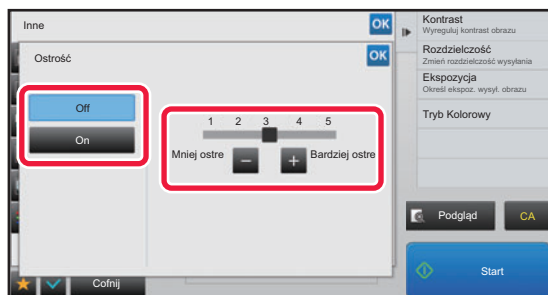 Inne
OK
Ostrość
OK
Off
On
1 2 3 4 5
Mniej ostre
Bardziej ostre
Cofnij
Kontrast
Wyreguluj kontrast obrazu
Rozdzielczość
Zmień rozdzielczość wysyłania
Ekspozycja
Określ ekspoz. wysył. obrazu
Tryb Kolorowy
Podgląd
CA
Start